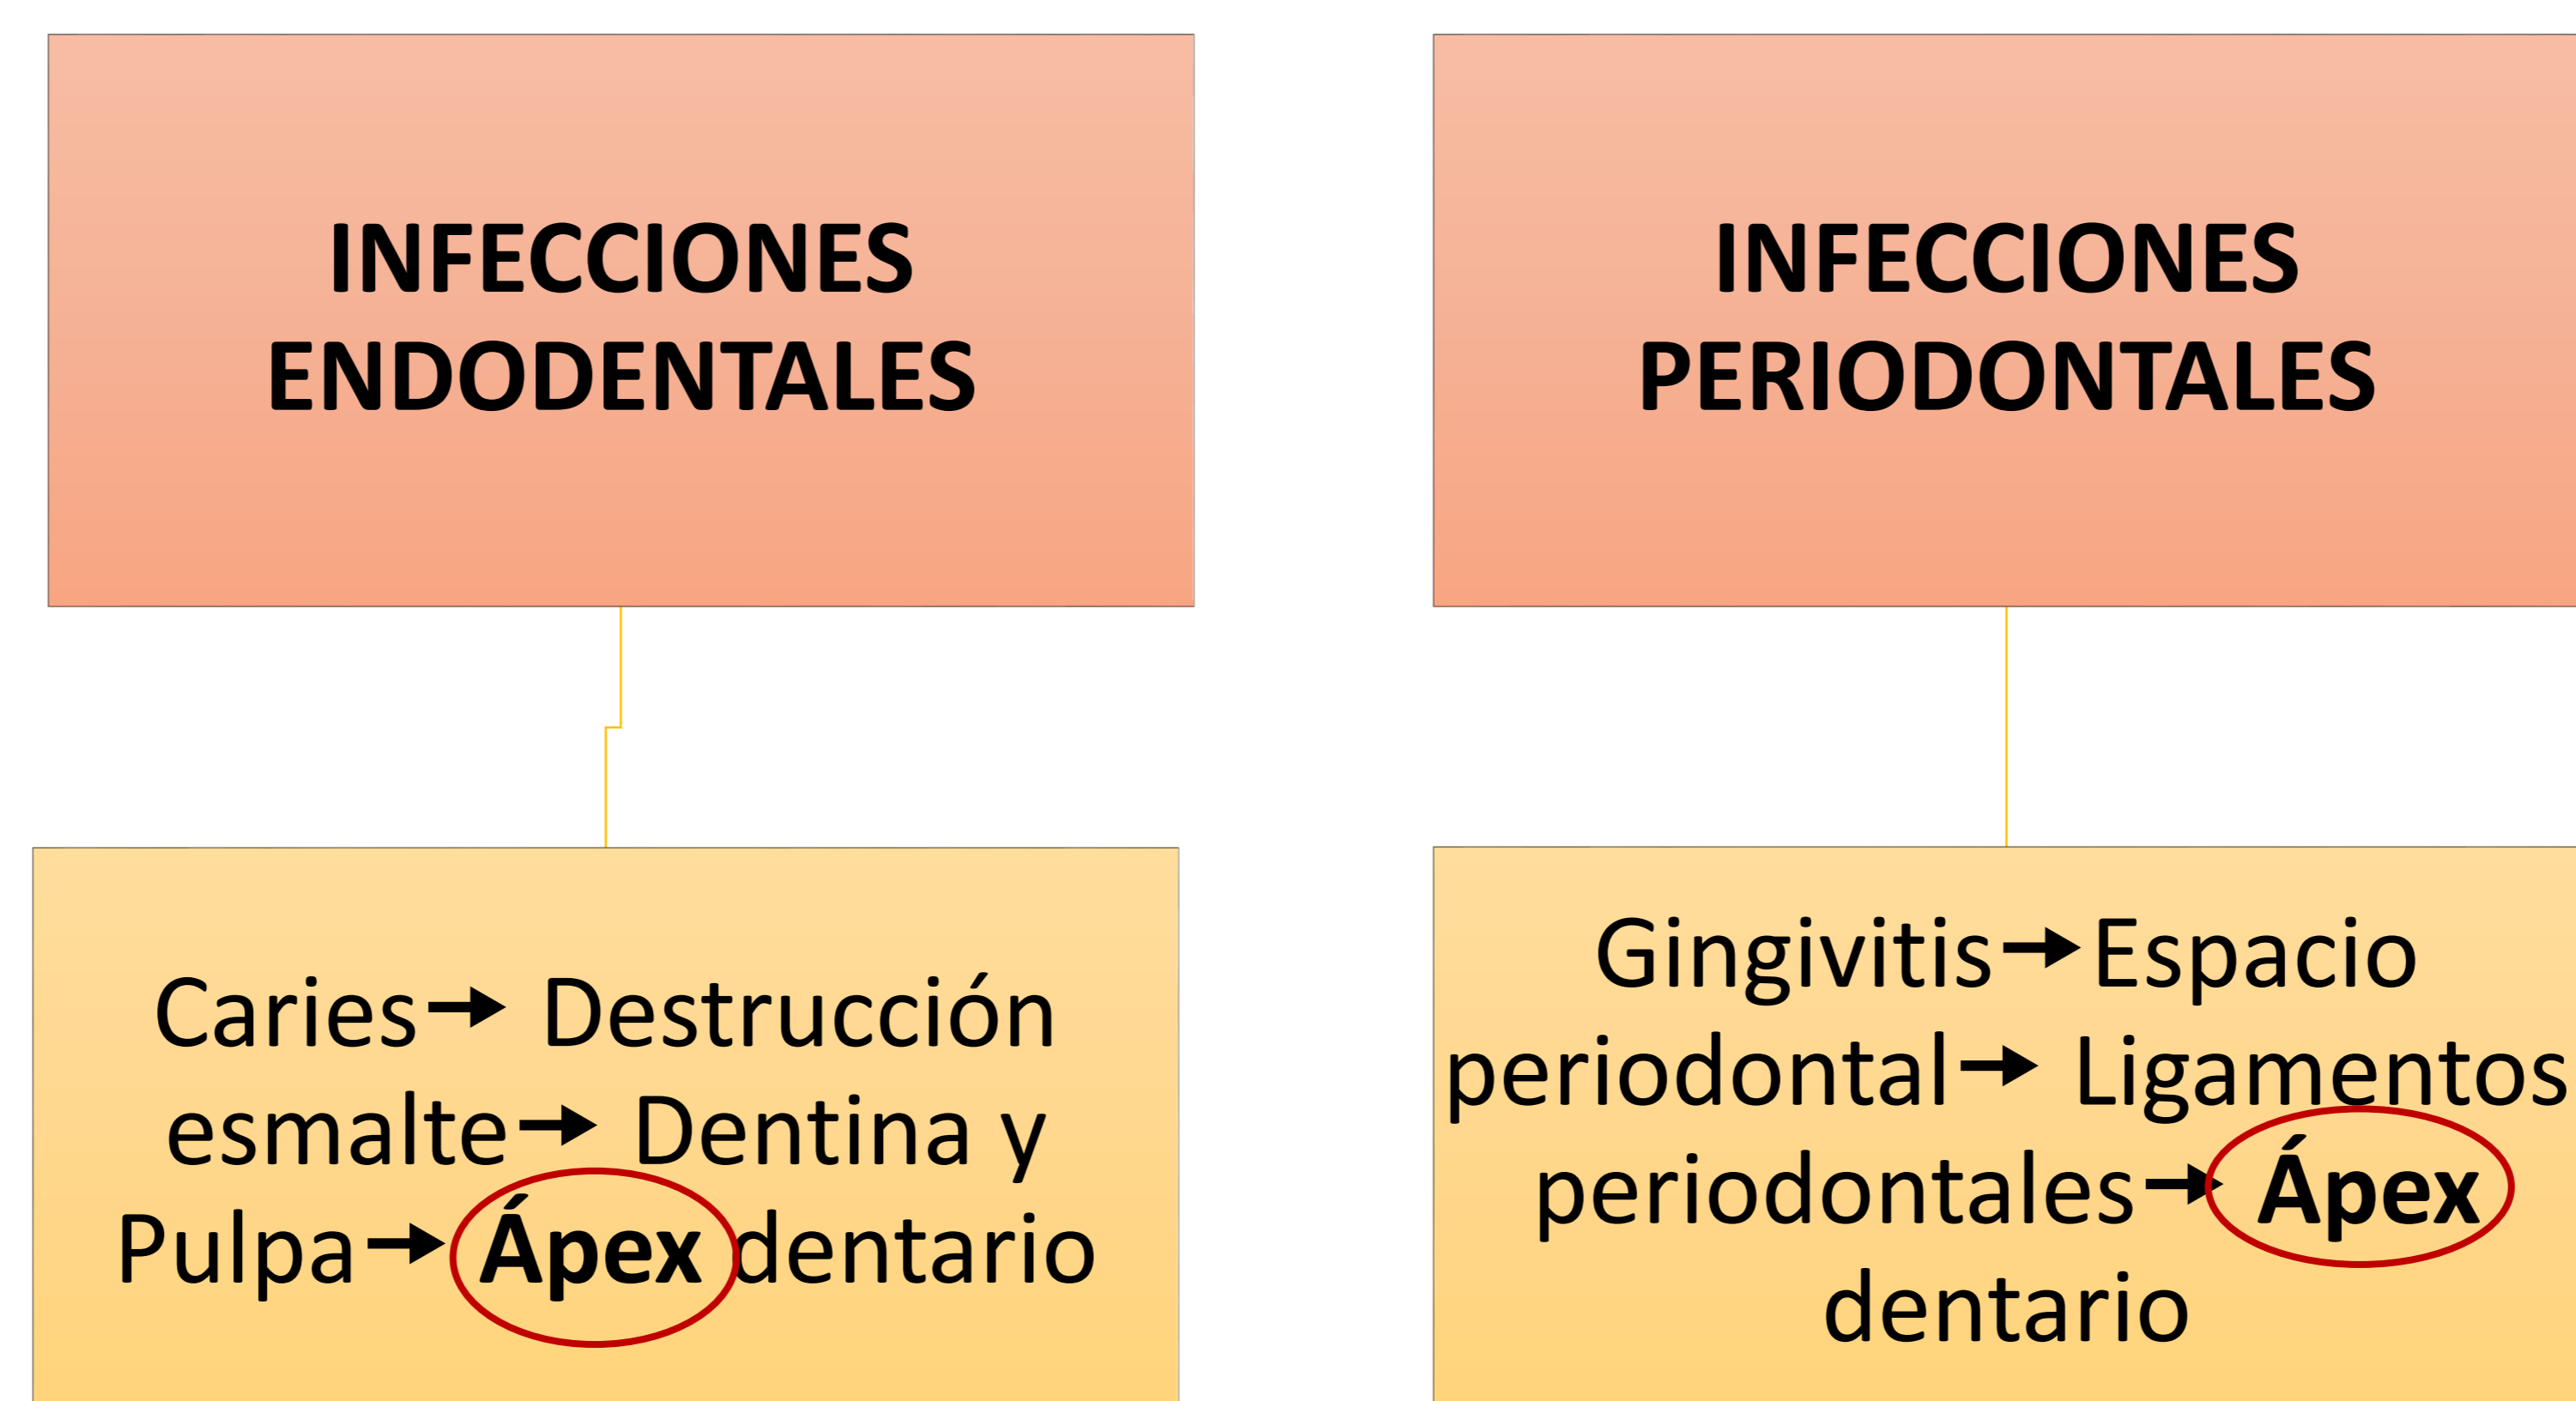 INFECCIONES
ENDODENTALES
Caries→ Destrucción
esmalte→ Dentina y
Pulpa→ Ápex dentario
INFECCIONES
PERIODONTALES
Gingivitis→Espacio
periodontal→ Ligamentos
periodontales→ Ápex
dentario